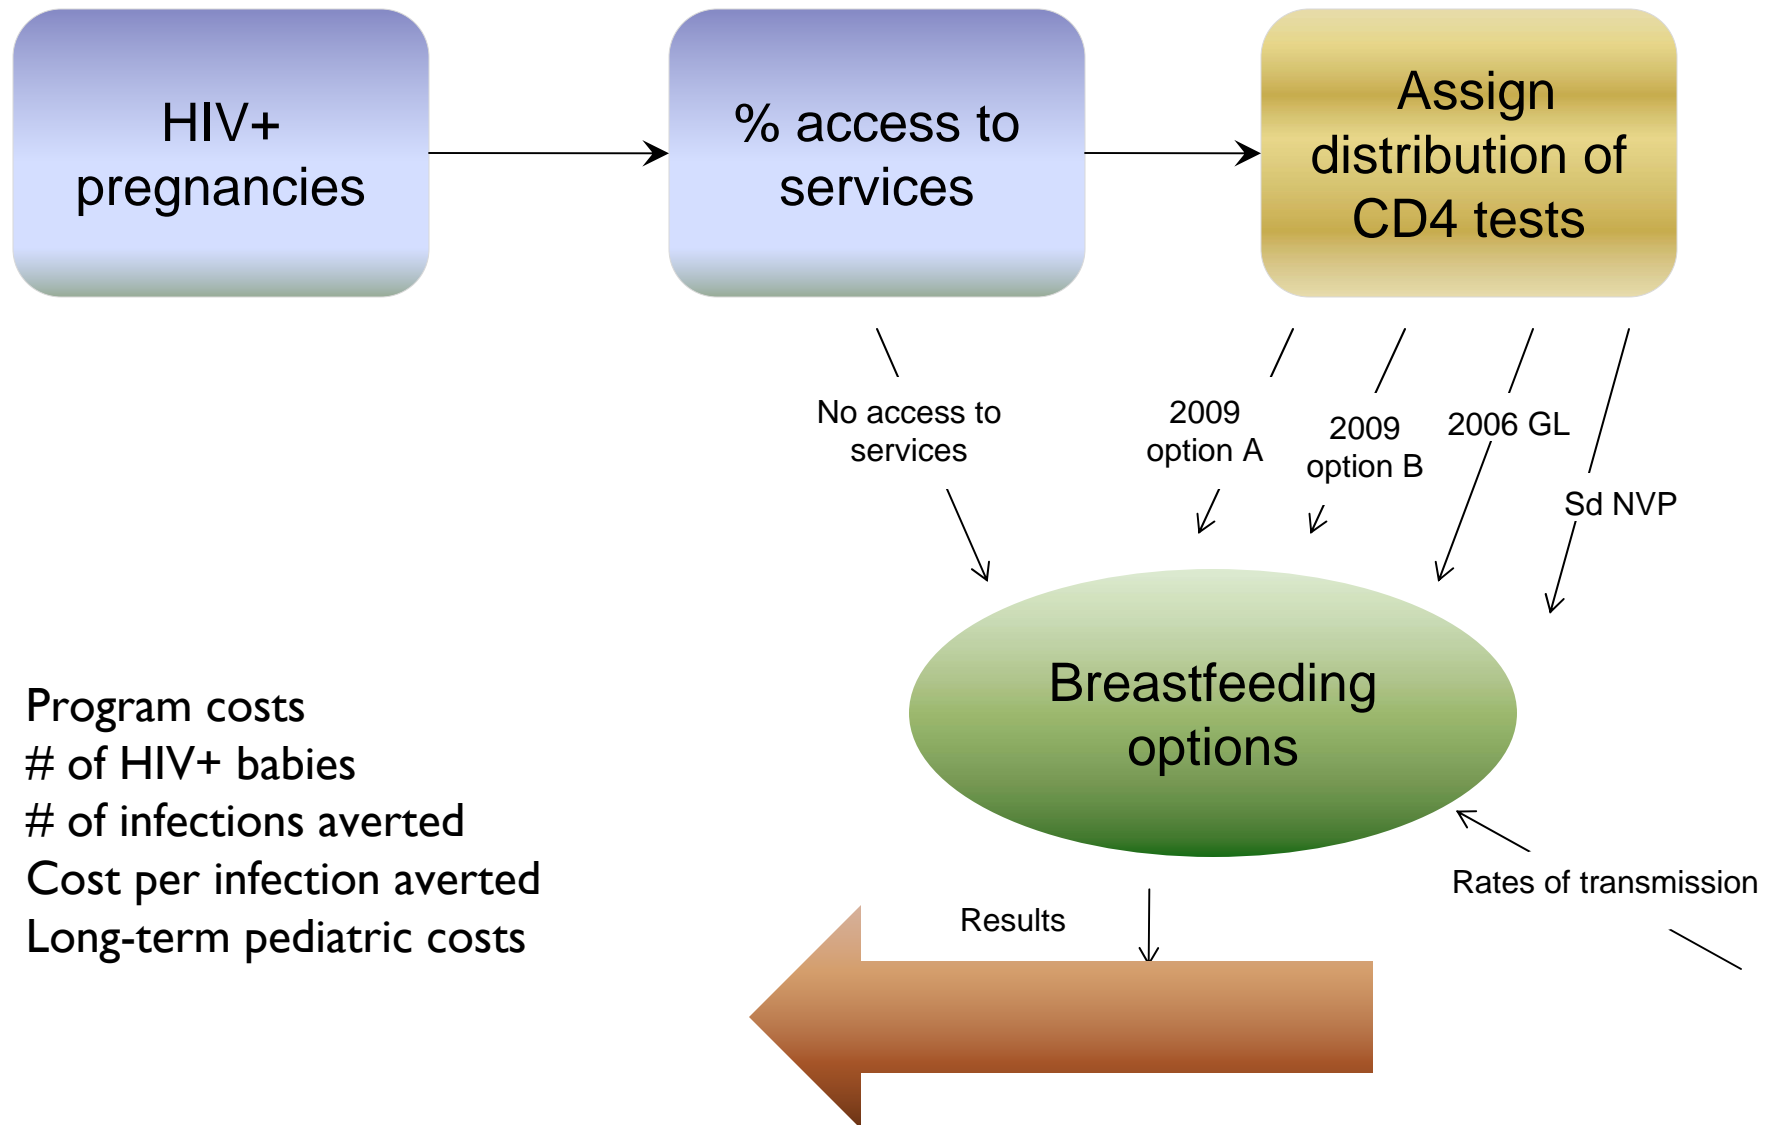 HIV+
pregnancies
% access to
services
Assign
distribution of
CD4 tests
No access to
services
2009
option A
2009
option B
2006 GL
Sd NVP
Breastfeeding
options
Rates of transmission
Results
Program costs
# of HIV+ babies
# of infections averted
Cost per infection averted
Long-term pediatric costs